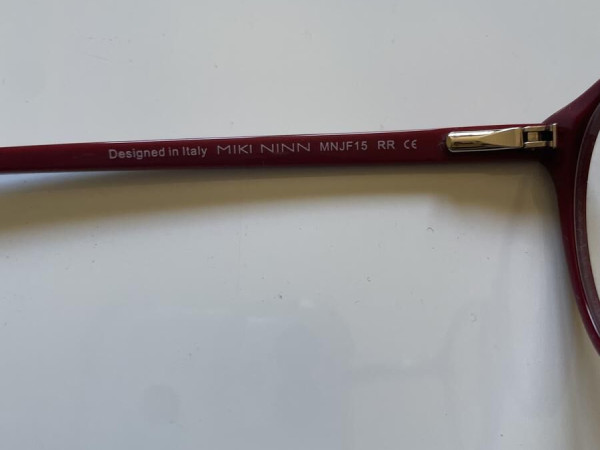 Designed in Italy MIKI NINN MNJF15 RR CE